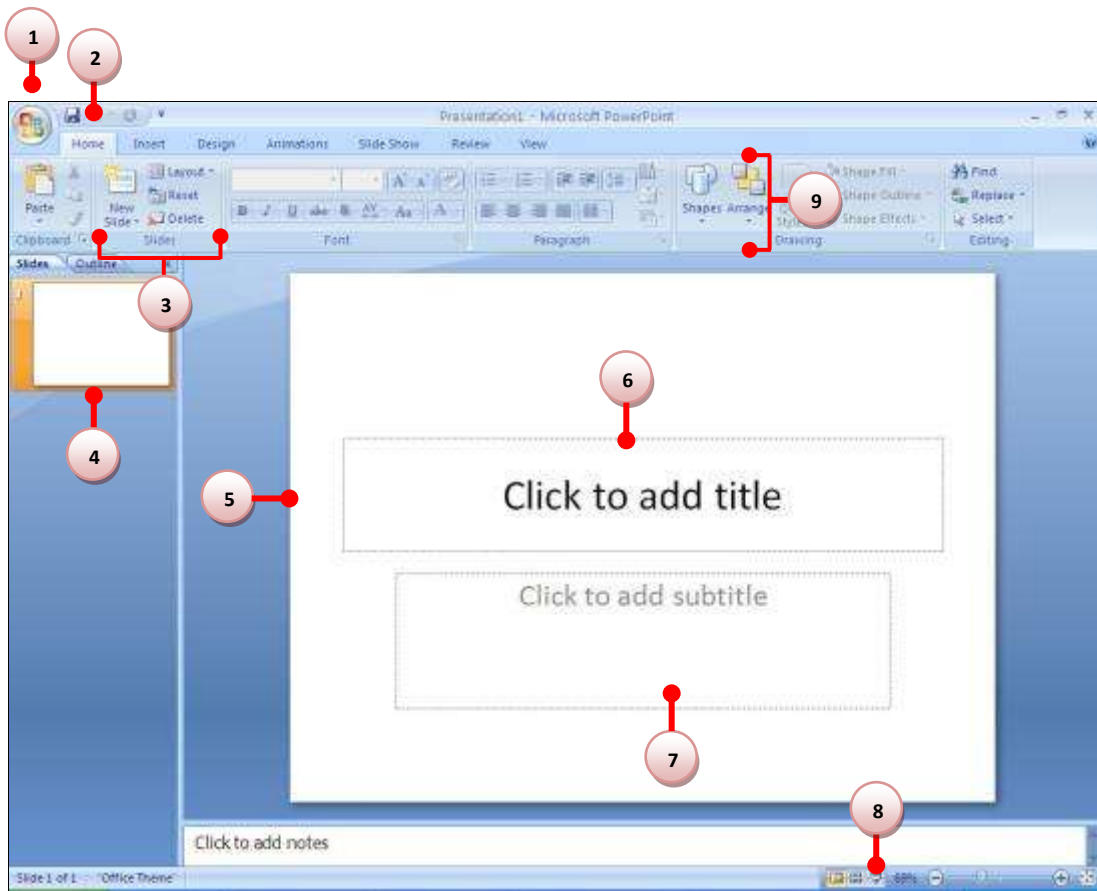 1
2
Presentation1 - Microsoft PowerPoint
Home Insert Design Animations Slide Show Review View
Layout
Reset
Delete
Paste
New
Slide
Shapes Arrange
Shape Fill
Shape Outline
Shape Effects
Find
Replace
Select
9
Clipboard Slides Font Paragraph Drawing Editing
Slides Outline
3
6
4
5
Click to add title
Click to add subtitle
7
8
Click to add notes
Slide 1 of 1 "Office Theme" 68%